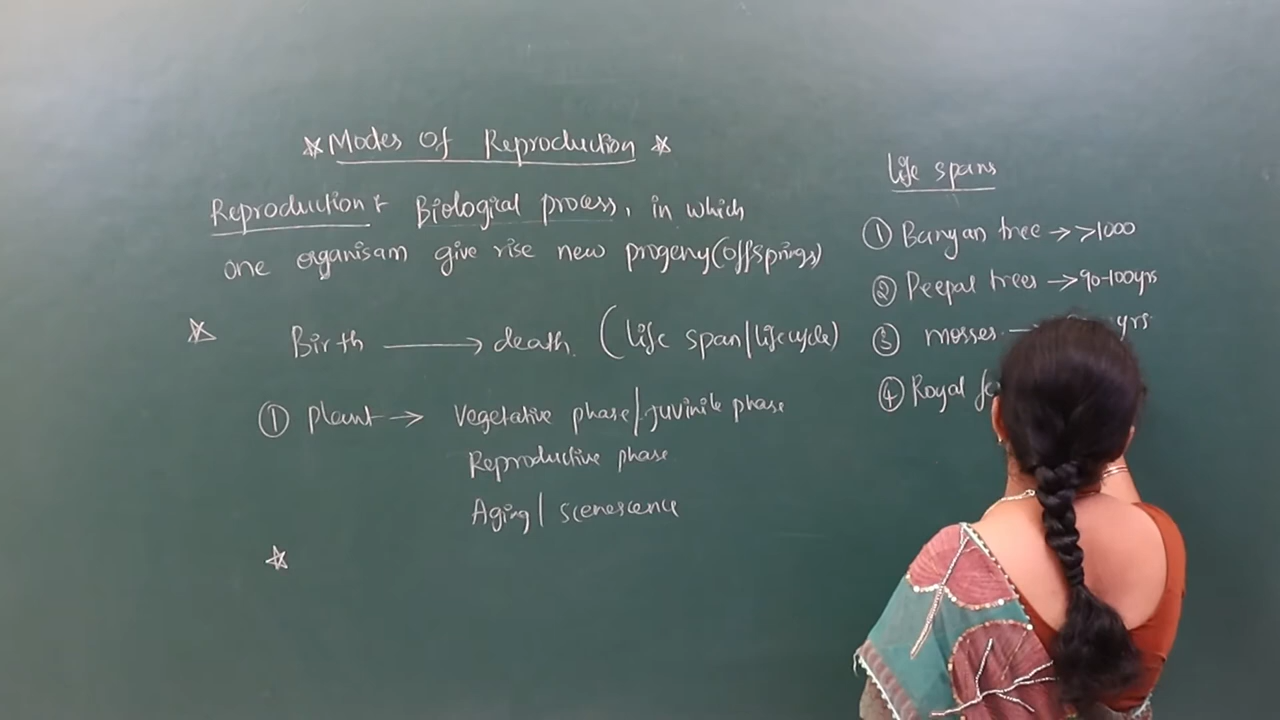 ☆ Modes Of Reproduction ☆
Reproduction: Biological process, in which
one organisam give rise new progeny(offsprings)
☆ Birth → death. (life span/lifecycle)
① Plant → Vegetative phase/juvinile phase
Reproductive phase
Aging/ scenescence
☆
life spans
① Banyan tree → >1000
② Peepal trees → 90-100yrs
③ mosses → yrs
④ Royal